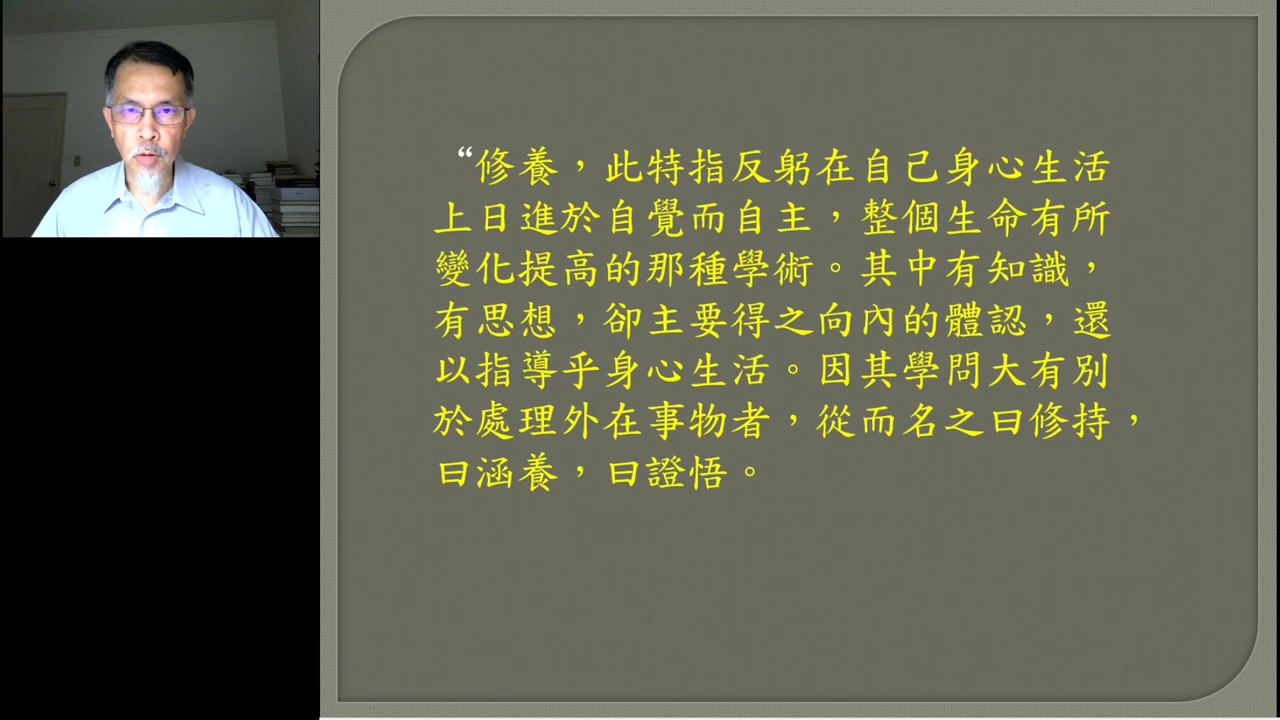 “修養，此特指反躬在自己身心生活
上日進於自覺而自主，整個生命有所
變化提高的那種學術。其中有知識，
有思想，卻主要得之向內的體認，還
以指導乎身心生活。因其學問大有別
於處理外在事物者，從而名之曰修持，
曰涵養，曰證悟。